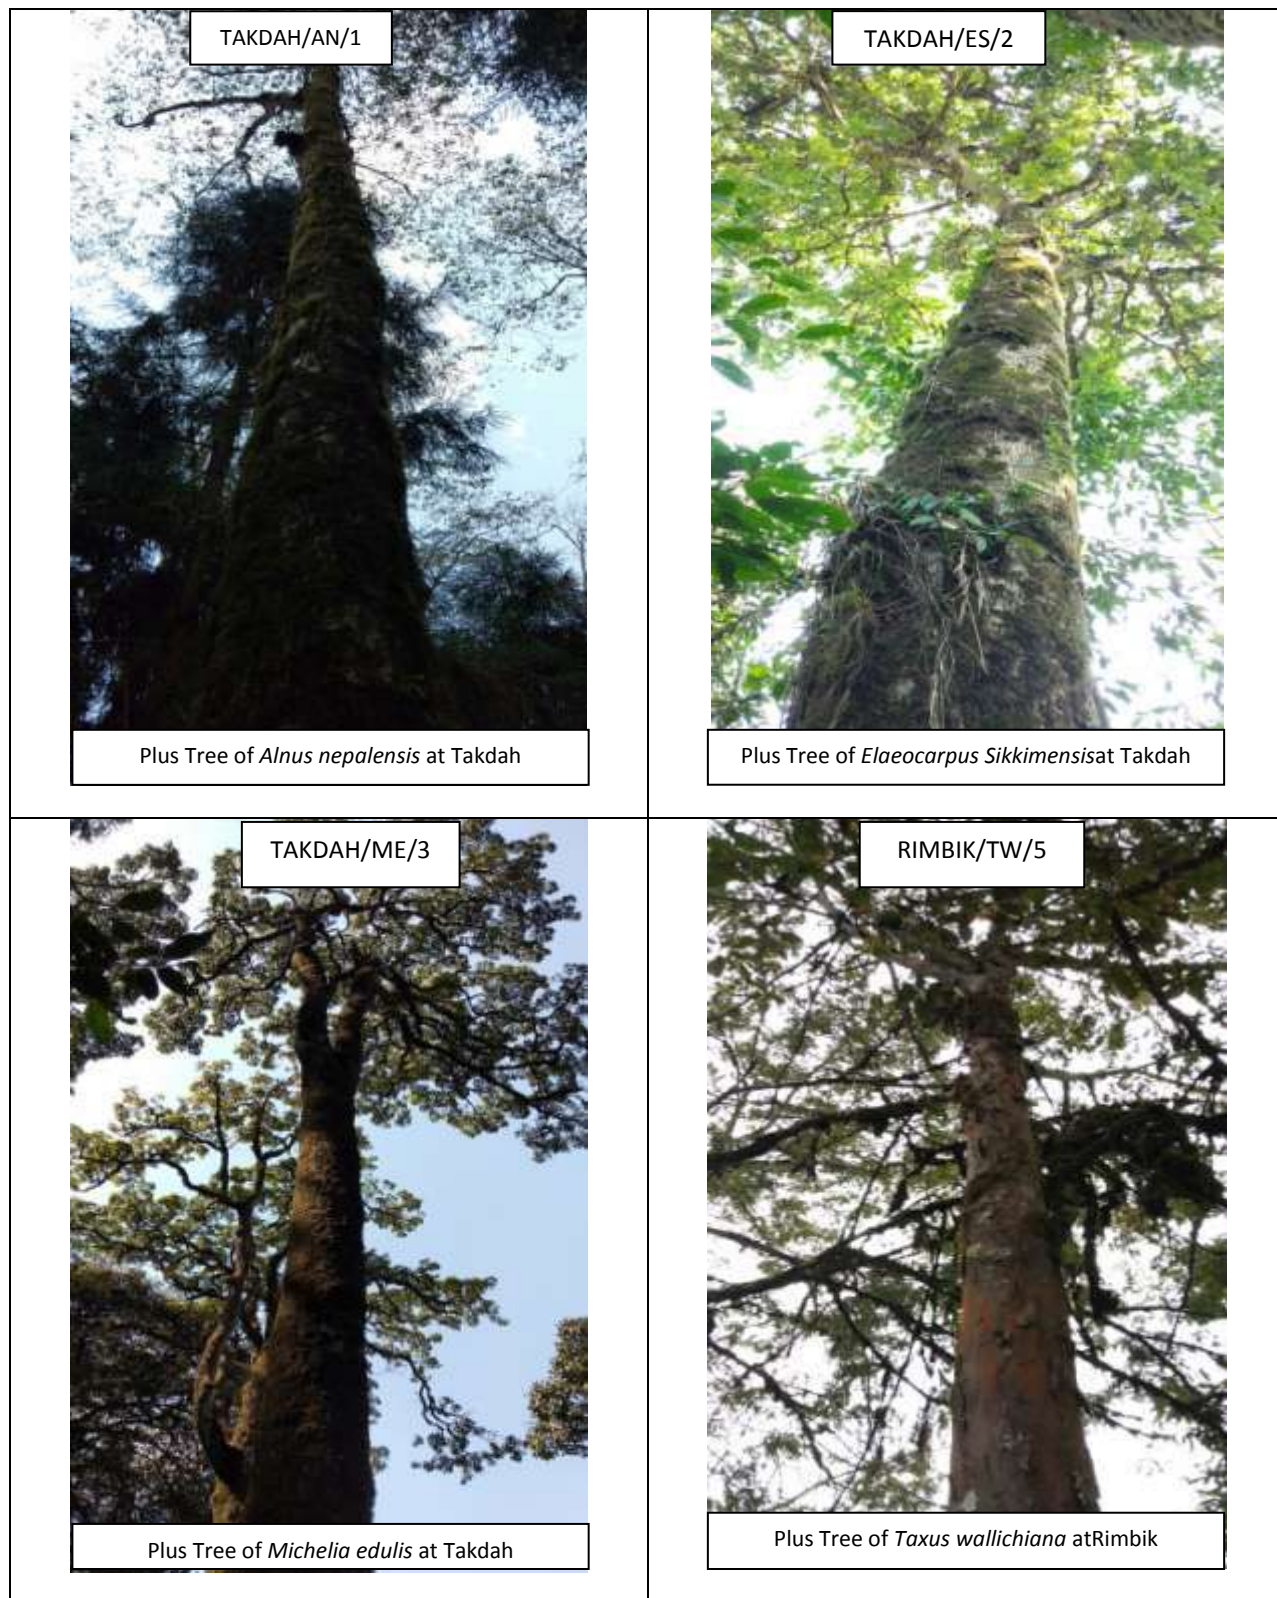 TAKDAH/AN/1
TAKDAH/ES/2
Plus Tree of Alnus nepalensis at Takdah
Plus Tree of Elaeocarpus Sikkimensisat Takdah
TAKDAH/ME/3
RIMBIK/TW/5
Plus Tree of Michelia edulis at Takdah
Plus Tree of Taxus wallichiana atRimbik